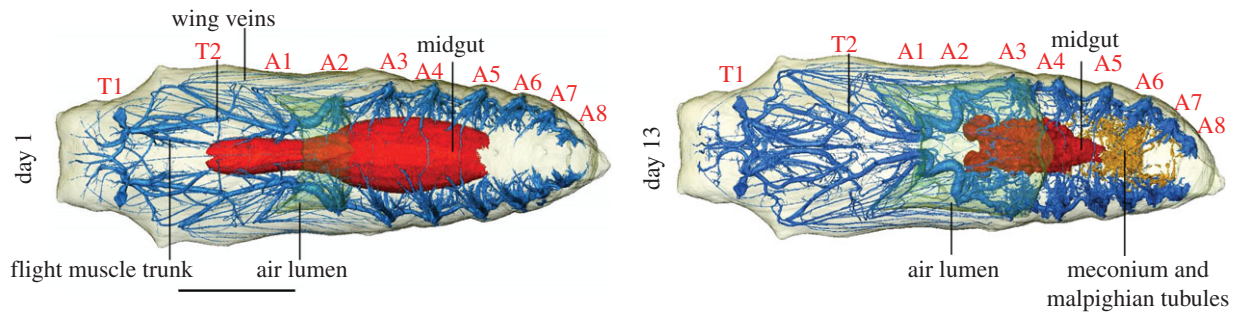 wing veins
T1
T2
A1
A2
A3
midgut
A4
A5
A6
A7
A8
day 1
flight muscle trunk
air lumen
T1
T2
A1
A2
A3
midgut
A4
A5
A6
A7
A8
day 13
air lumen
meconium and
malpighian tubules